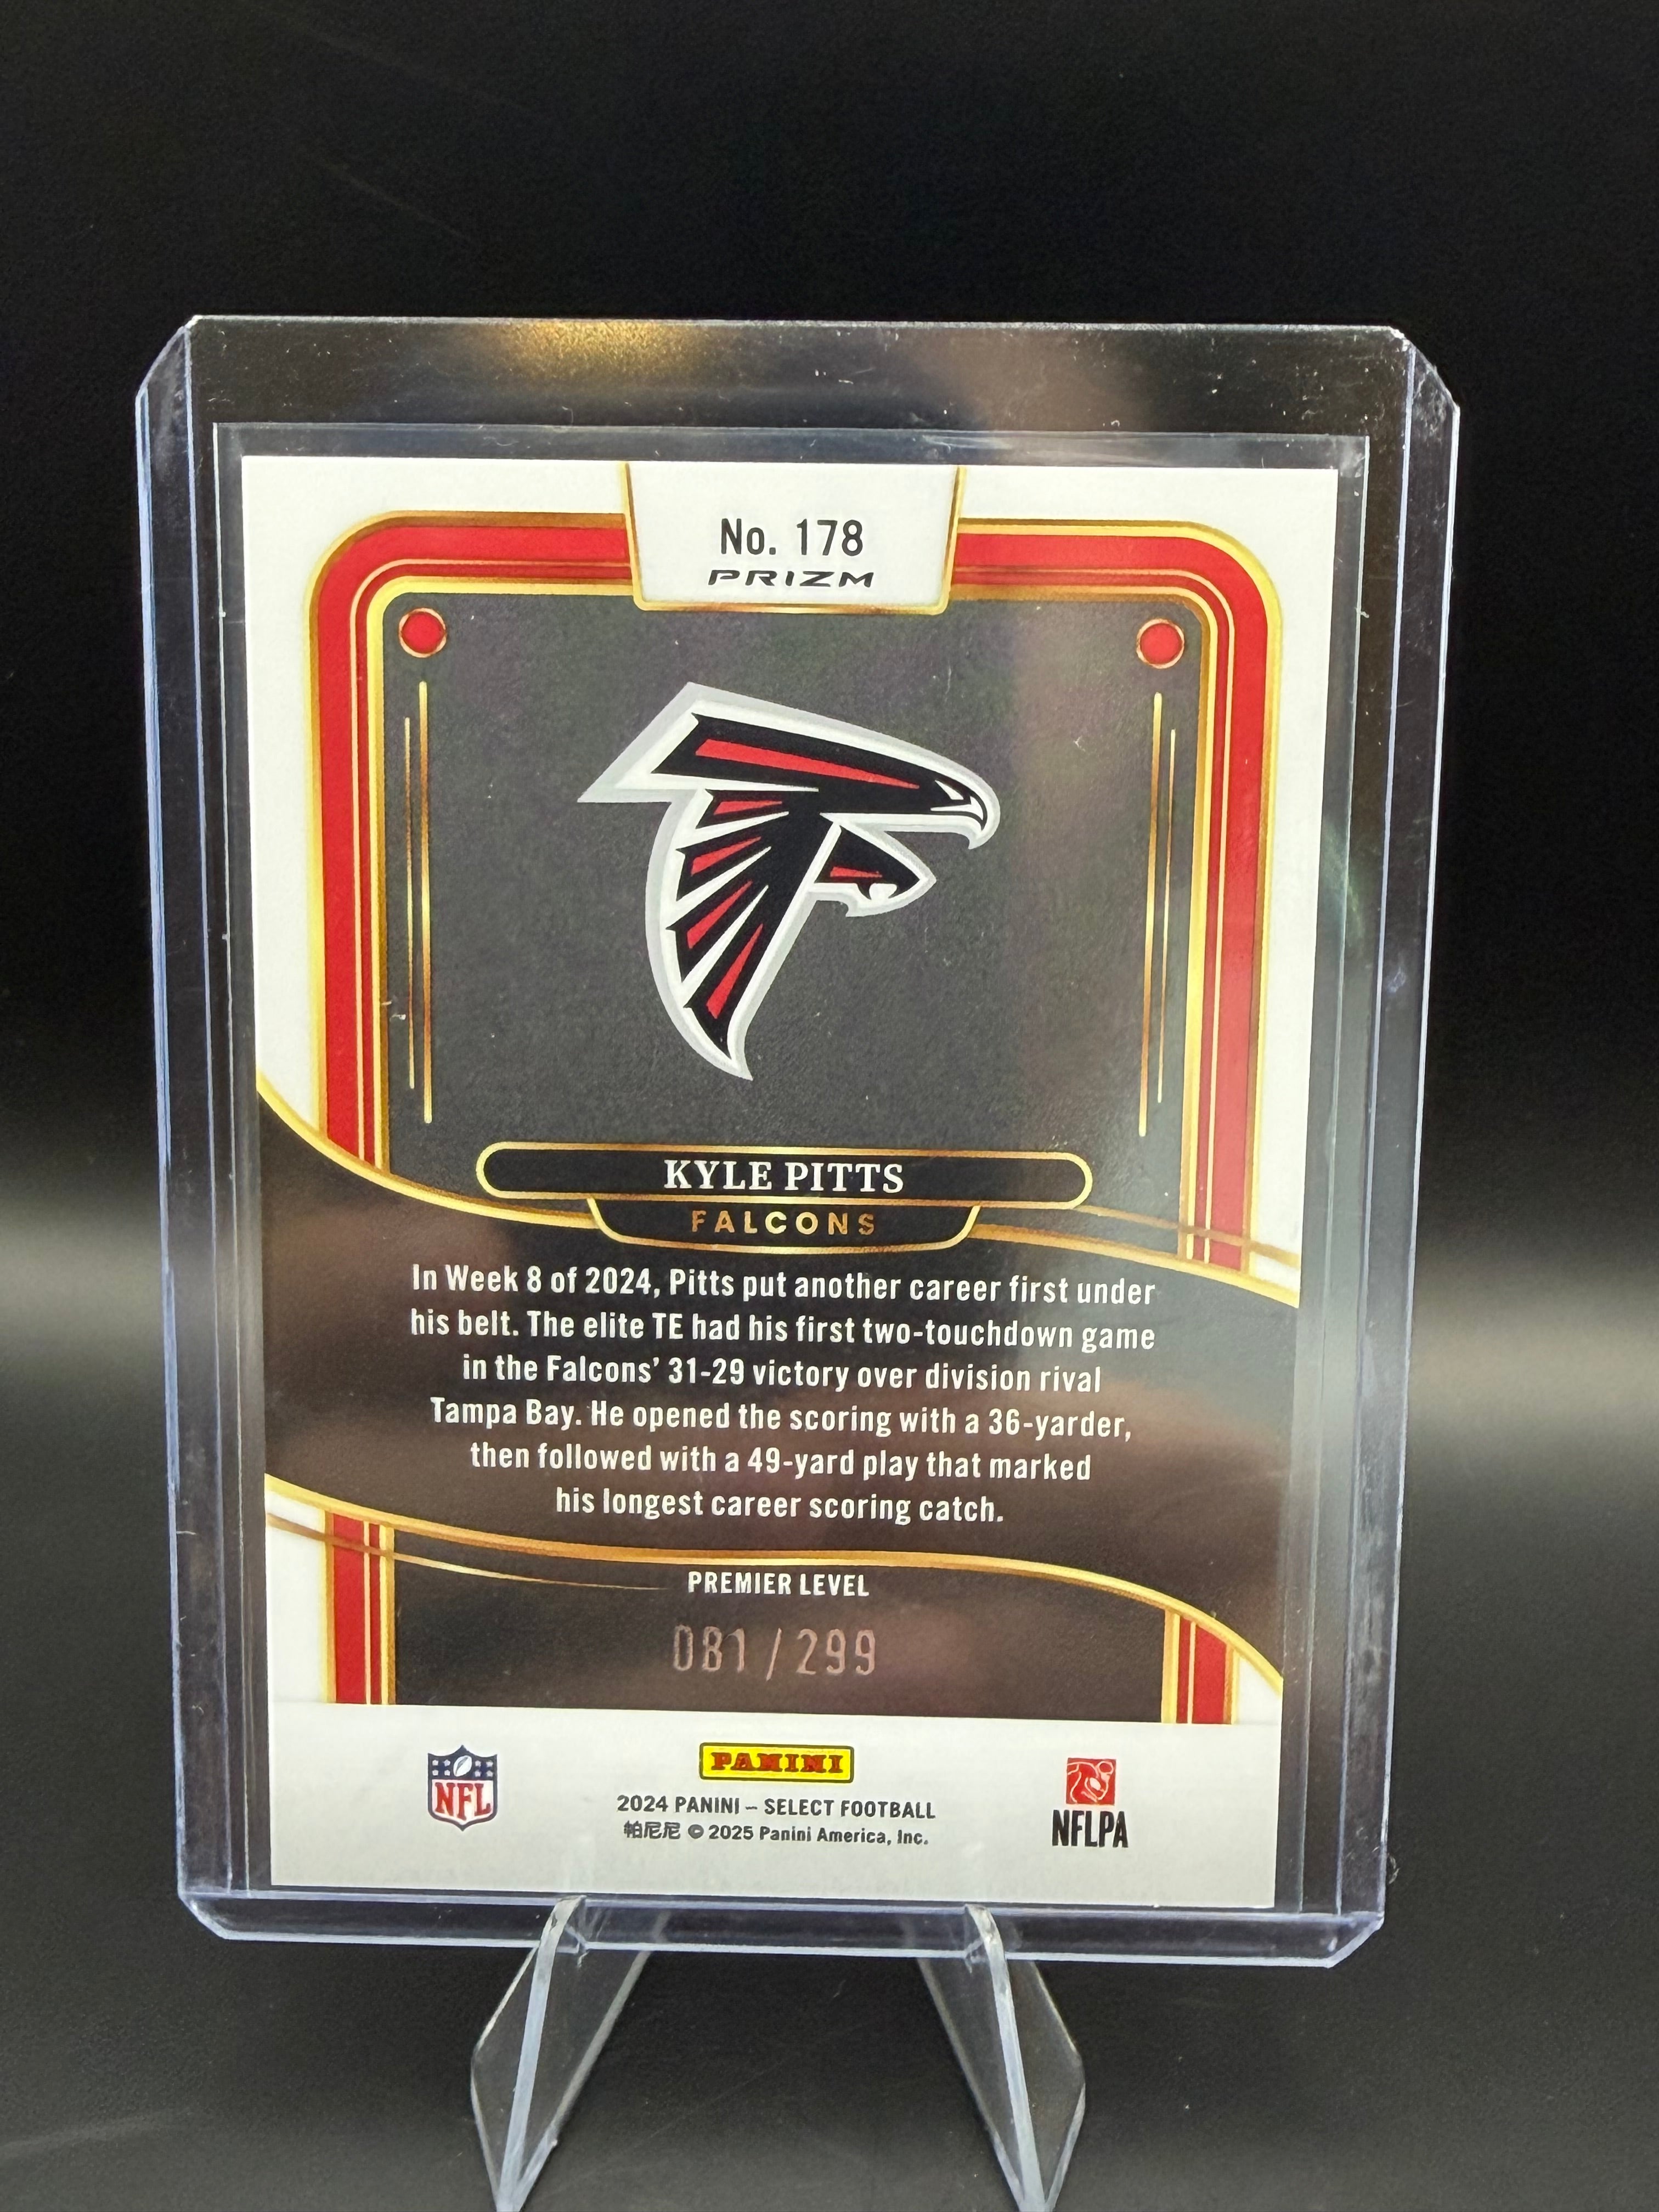 No. 178
PRIZM
KYLE PITTS
FALCONS
In Week 8 of 2024, Pitts put another career first under
his belt. The elite TE had his first two-touchdown game
in the Falcons' 31-29 victory over division rival
Tampa Bay. He opened the scoring with a 36-yarder,
then followed with a 49-yard play that marked
his longest career scoring catch.
PREMIER LEVEL
081 / 299
NFL
PANINI
2024 PANINI – SELECT FOOTBALL
帕尼尼 © 2025 Panini America, Inc.
NFLPA